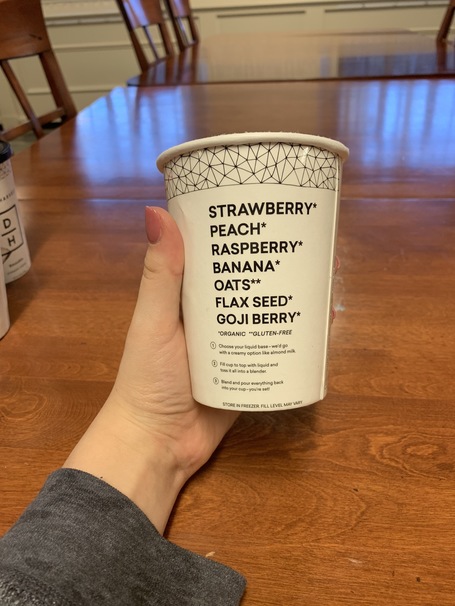 STRAWBERRY*
PEACH*
RASPBERRY*
BANANA*
OATS**
FLAX SEED*
GOJI BERRY*
*ORGANIC **GLUTEN-FREE
1 Choose your liquid base—we'd go
with a creamy option like almond milk.
2 Fill cup to top with liquid and
toss it all into a blender.
3 Blend and pour everything back
into your cup—you're set!
STORE IN FREEZER. FILL LEVEL MAY VARY.
D
H